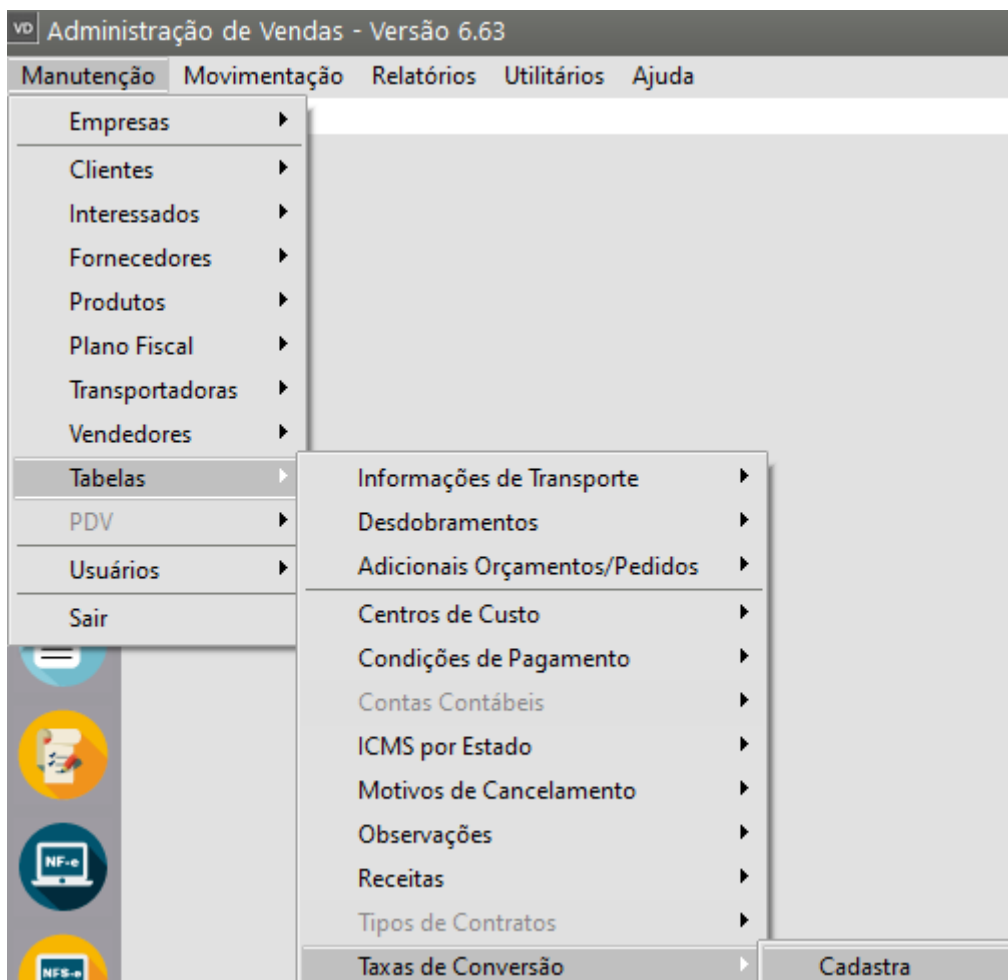 VD Administração de Vendas - Versão 6.63
Manutenção Movimentação Relatórios Utilitários Ajuda
Empresas
Clientes
Interessados
Fornecedores
Produtos
Plano Fiscal
Transportadoras
Vendedores
Tabelas
PDV
Usuários
Sair
Informações de Transporte
Desdobramentos
Adicionais Orçamentos/Pedidos
Centros de Custo
Condições de Pagamento
Contas Contábeis
ICMS por Estado
Motivos de Cancelamento
Observações
Receitas
Tipos de Contratos
Taxas de Conversão
Cadastra
NF-e
NFS-e